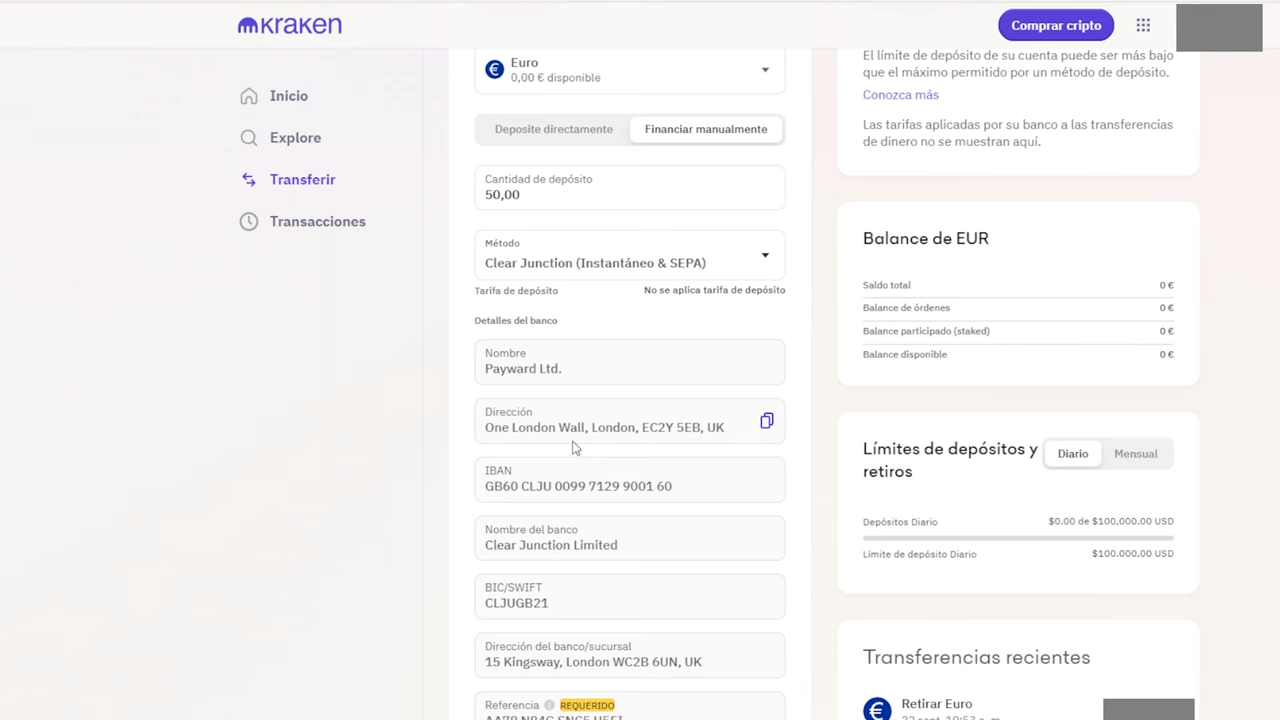 kraken
Comprar cripto
Inicio
Explore
Transferir
Transacciones
Euro
0,00 € disponible
Deposite directamente
Financiar manualmente
Cantidad de depósito
50,00
Método
Clear Junction (Instantáneo & SEPA)
Tarifa de depósito
No se aplica tarifa de depósito
Detalles del banco
Nombre
Payward Ltd.
Dirección
One London Wall, London, EC2Y 5EB, UK
IBAN
GB60 CLJU 0099 7129 9001 60
Nombre del banco
Clear Junction Limited
BIC/SWIFT
CLJUGB21
Dirección del banco/sucursal
15 Kingsway, London WC2B 6UN, UK
Referencia REQUERIDO
El límite de depósito de su cuenta puede ser más bajo
que el máximo permitido por un método de depósito.
Conozca más
Las tarifas aplicadas por su banco a las transferencias
de dinero no se muestran aquí.
Balance de EUR
Saldo total 0 €
Balance de órdenes 0 €
Balance participado (staked) 0 €
Balance disponible 0 €
Límites de depósitos y
retiros
Diario
Mensual
Depósitos Diario $0.00 de $100,000.00 USD
Límite de depósito Diario $100.000,00 USD
Transferencias recientes
Retirar Euro